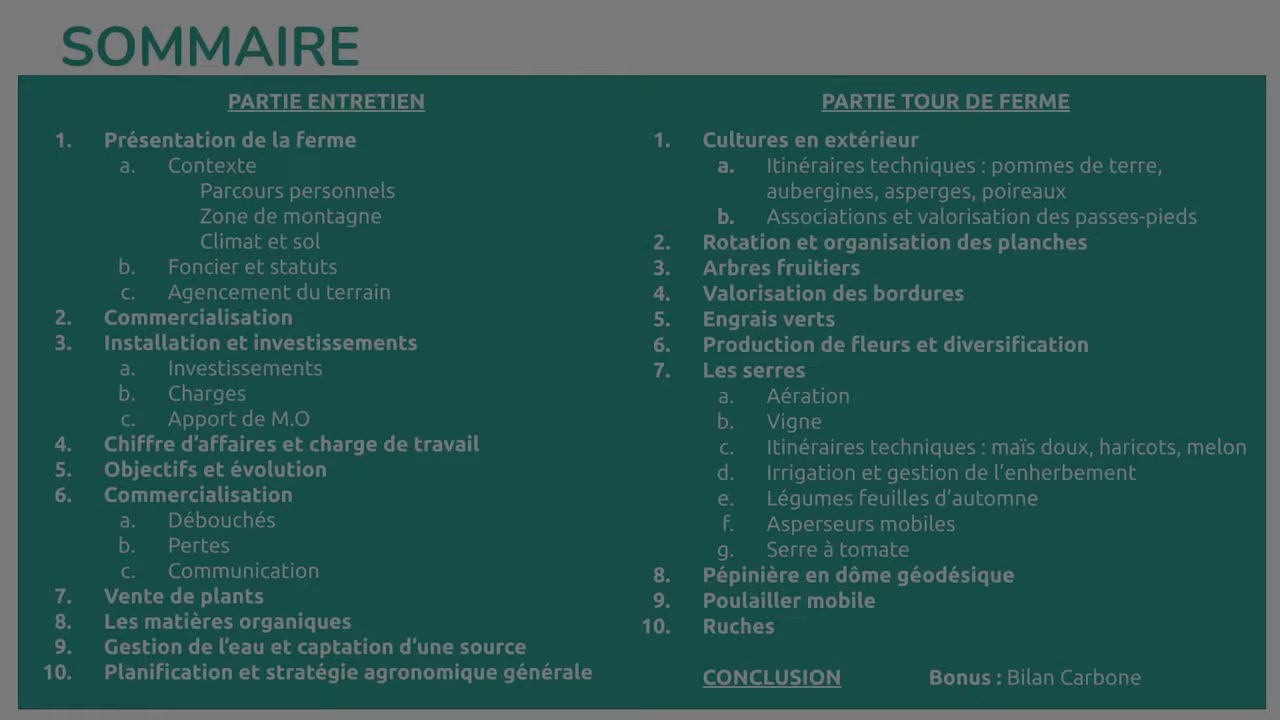 SOMMAIRE
PARTIE ENTRETIEN
1. Présentation de la ferme
a. Contexte
Parcours personnels
Zone de montagne
Climat et sol
b. Foncier et statuts
c. Agencement du terrain
2. Commercialisation
3. Installation et investissements
a. Investissements
b. Charges
c. Apport de M.O
4. Chiffre d'affaires et charge de travail
5. Objectifs et évolution
6. Commercialisation
a. Débouchés
b. Pertes
c. Communication
7. Vente de plants
8. Les matières organiques
9. Gestion de l'eau et captation d'une source
10. Planification et stratégie agronomique générale
PARTIE TOUR DE FERME
1. Cultures en extérieur
a. Itinéraires techniques : pommes de terre,
aubergines, asperges, poireaux
b. Associations et valorisation des passes-pieds
2. Rotation et organisation des planches
3. Arbres fruitiers
4. Valorisation des bordures
5. Engrais verts
6. Production de fleurs et diversification
7. Les serres
a. Aération
b. Vigne
c. Itinéraires techniques : maïs doux, haricots, melon
d. Irrigation et gestion de l'enherbement
e. Légumes feuilles d'automne
f. Asperseurs mobiles
g. Serre à tomate
8. Pépinière en dôme géodésique
9. Poulailler mobile
10. Ruches
CONCLUSION
Bonus : Bilan Carbone